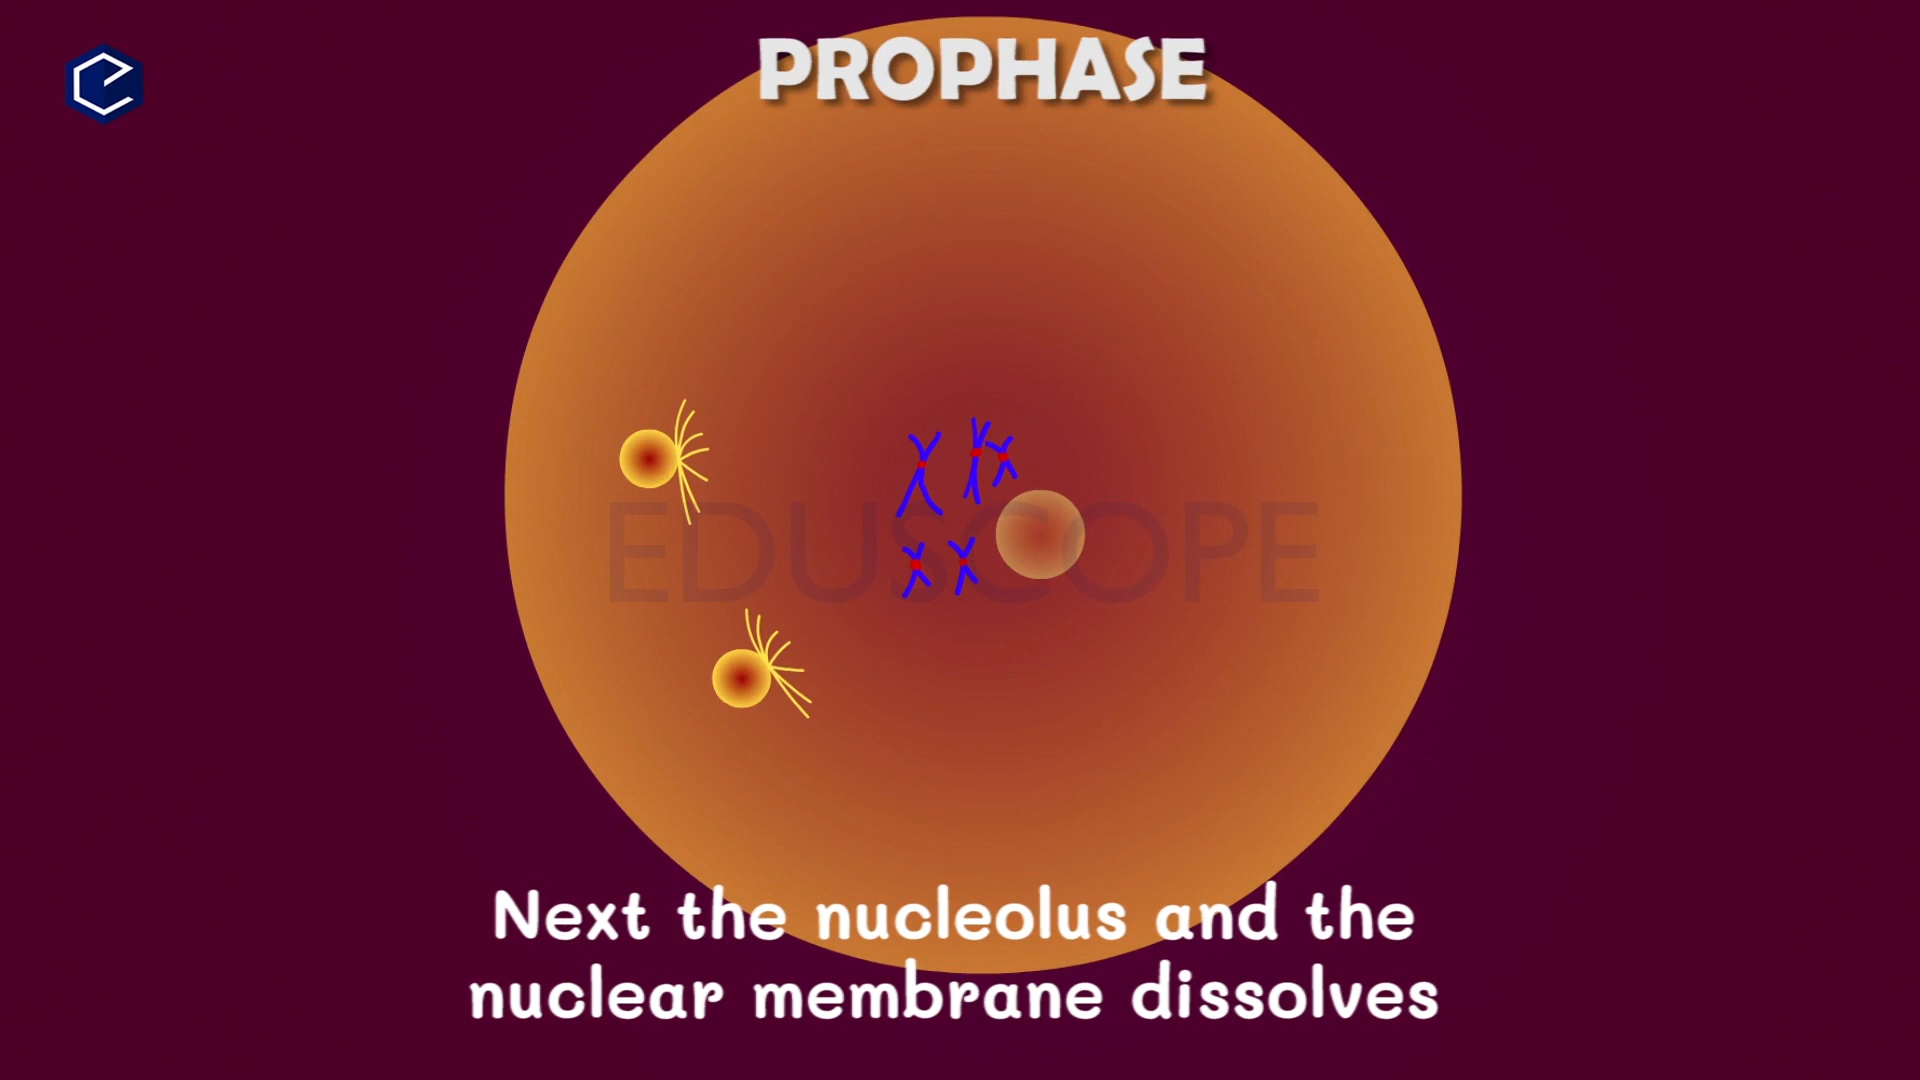 PROPHASE
EDUSCOPE
Next the nucleolus and the
nuclear membrane dissolves